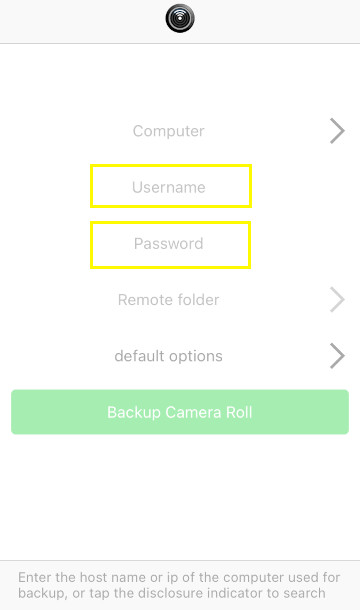 Computer
Username
Password
Remote folder
default options
Backup Camera Roll
Enter the host name or ip of the computer used for
backup, or tap the disclosure indicator to search